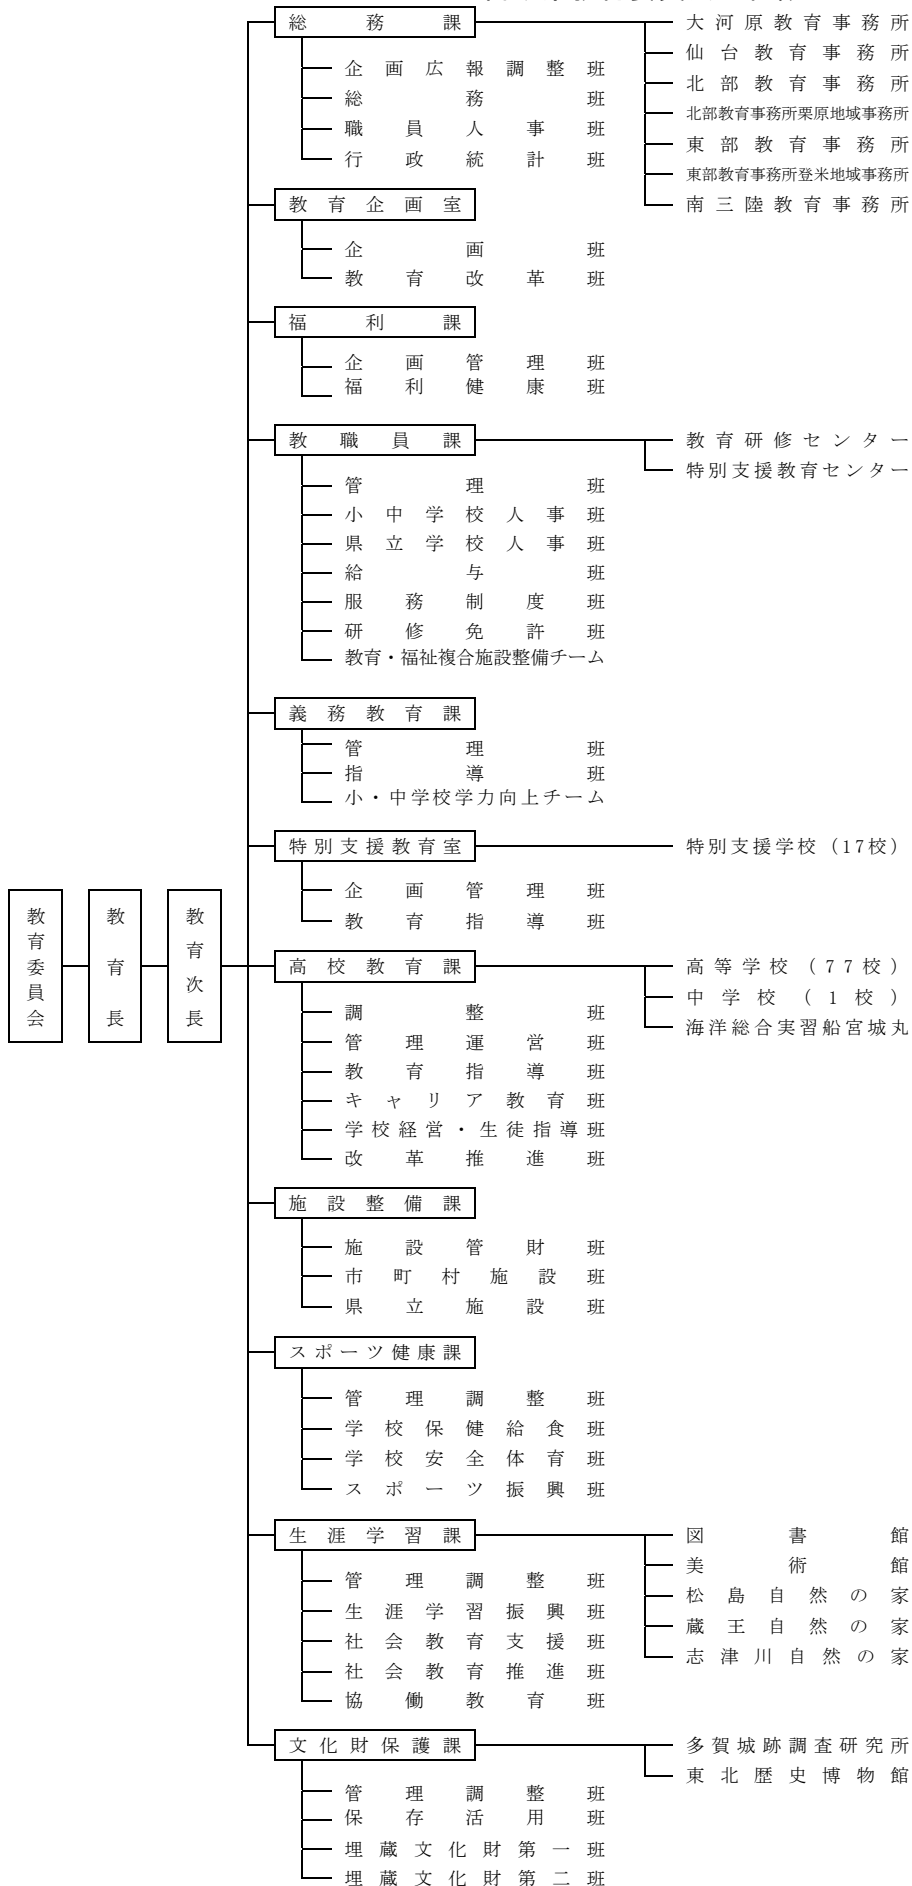 総務課
企画広報調整班
総務班
職員人事班
行政統計班
大河原教育事務所
仙台教育事務所
北部教育事務所
北部教育事務所栗原地域事務所
東部教育事務所
東部教育事務所登米地域事務所
南三陸教育事務所
教育企画室
企画班
教育改革班
福利課
企画管理班
福利健康班
教職員課
管理班
小中学校人事班
県立学校人事班
給与班
服務制度班
研修免許班
教育・福祉複合施設整備チーム
教育研修センター
特別支援教育センター
義務教育課
管理班
指導班
小・中学校学力向上チーム
特別支援教育室
企画管理班
教育指導班
特別支援学校(17校)
教育委員会
教育長
教育次長
高校教育課
調整班
管理運営班
教育指導班
キャリア教育班
学校経営・生徒指導班
改革推進班
高等学校(77校)
中学校(1校)
海洋総合実習船宮城丸
施設整備課
施設管財班
市町村施設班
県立施設班
スポーツ健康課
管理調整班
学校保健給食班
学校安全体育班
スポーツ振興班
生涯学習課
管理調整班
生涯学習振興班
社会教育支援班
社会教育推進班
協働教育班
図書館
美術館
松島自然の家
蔵王自然の家
志津川自然の家
文化財保護課
管理調整班
保存活用班
埋蔵文化財第一班
埋蔵文化財第二班
多賀城跡調査研究所
東北歴史博物館